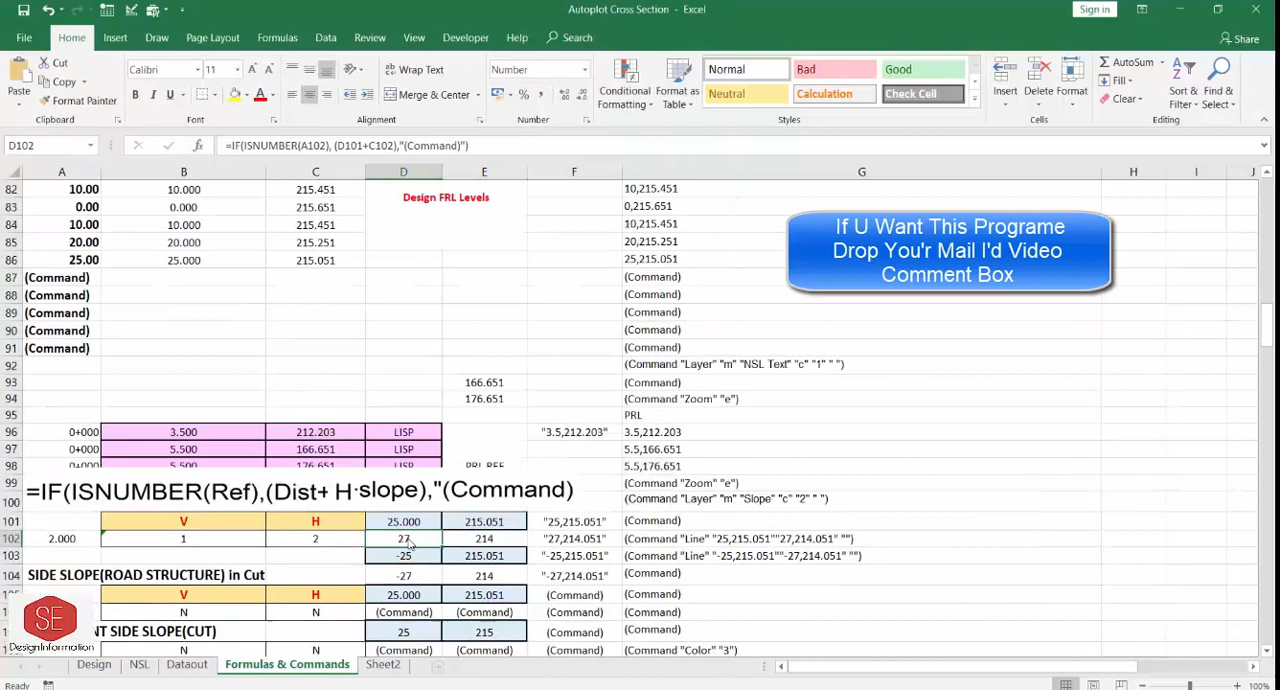 Autoplot Cross Section - Excel
Sign in
File Home Insert Draw Page Layout Formulas Data Review View Developer Help Search Share
Paste Cut Copy Format Painter
Calibri 11
B I U A
Wrap Text
Merge & Center
Number
Conditional Formatting Format as Table
Normal Bad Good
Neutral Calculation Check Cell
Insert Delete Format
AutoSum Fill Clear
Sort & Filter Find & Select
Clipboard Font Alignment Number Styles Cells Editing
D102 fx =IF(ISNUMBER(A102), (D101+C102),"(Command)")
A B C D E F G H I J
82 10.00 10.000 215.451 10,215.451
Design FRL Levels
83 0.00 0.000 215.651 0,215.651
84 10.00 10.000 215.451 10,215.451
85 20.00 20.000 215.251 20,215.251
86 25.00 25.000 215.051 25,215.051
If U Want This Programe
Drop You'r Mail I'd Video
Comment Box
87 (Command) (Command)
88 (Command) (Command)
89 (Command) (Command)
90 (Command) (Command)
91 (Command) (Command)
92 (Command "Layer" "m" "NSL Text" "c" "1" " ")
93 166.651 (Command)
94 176.651 (Command "Zoom" "e")
95 PRL
96 0+000 3.500 212.203 LISP "3.5,212.203" 3.5,212.203
97 0+000 5.500 166.651 LISP 5.5,166.651
98 0+000 5.500 176.651 LISP PRL REF 5.5,176.651
99 (Command "Zoom" "e")
=IF(ISNUMBER(Ref),(Dist+ H·slope),"(Command)
100 (Command "Layer" "m" "Slope" "c" "2" " ")
101 V H 25.000 215.051 "25,215.051" (Command)
102 2.000 1 2 27 214 "27,214.051" (Command "Line" "25,215.051""27,214.051" "")
103 -25 215.051 "-25,215.051" (Command "Line" "-25,215.051""-27,214.051" "")
104 SIDE SLOPE(ROAD STRUCTURE) in Cut -27 214 "-27,214.051" (Command)
V H 25.000 215.051 (Command) (Command)
N N (Command) (Command) (Command) (Command)
NT SIDE SLOPE(CUT) 25 215 (Command) (Command)
(Command) (Command) (Command) (Command "Color" "3")
SE
DesignInformation
Design NSL Dataout Formulas & Commands Sheet2
Ready 100%